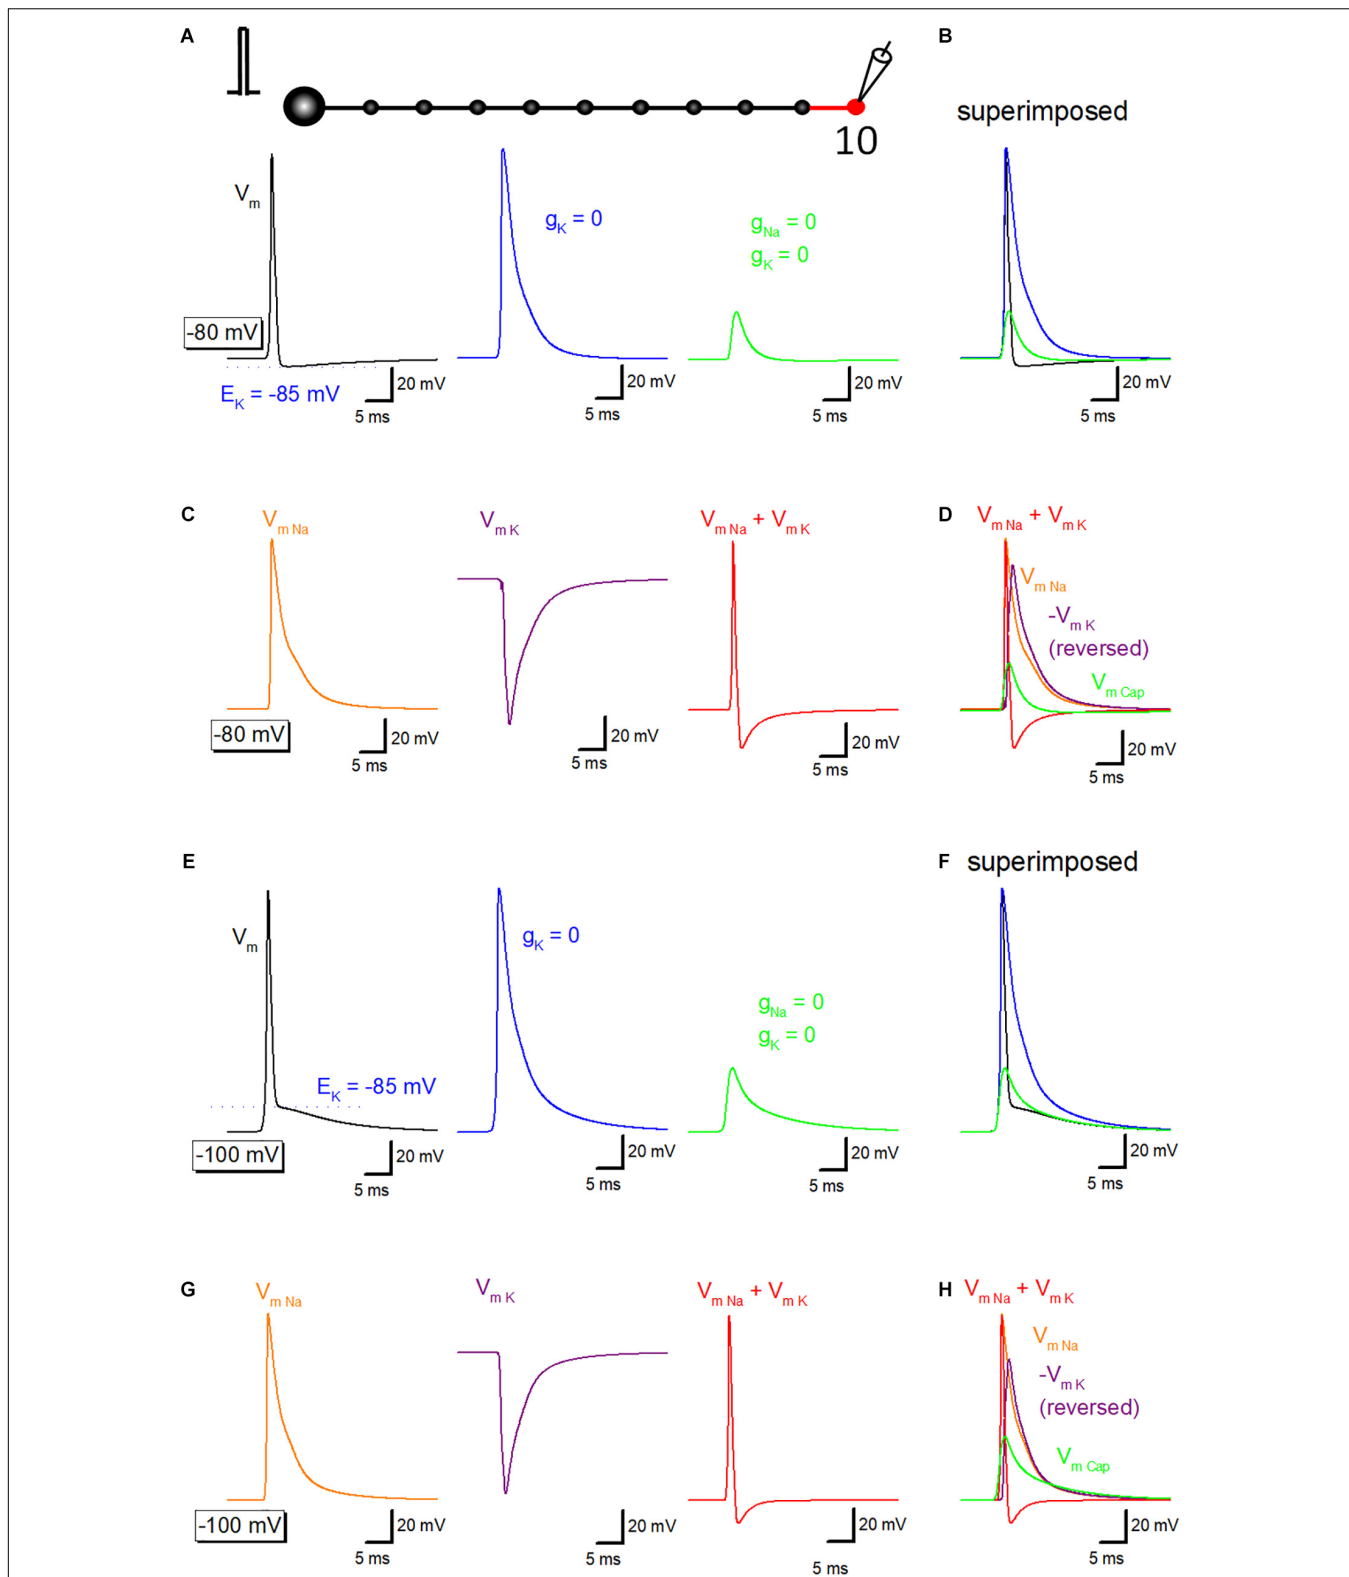 A
B
10
superimposed
Vm
gK = 0
gNa = 0
gK = 0
-80 mV
EK = -85 mV
20 mV
5 ms
20 mV
5 ms
20 mV
5 ms
20 mV
5 ms
C
Vm Na
Vm K
Vm Na + Vm K
D
Vm Na + Vm K
Vm Na
-Vm K
(reversed)
Vm Cap
-80 mV
20 mV
5 ms
20 mV
5 ms
20 mV
5 ms
20 mV
5 ms
E
F
superimposed
Vm
gK = 0
gNa = 0
gK = 0
EK = -85 mV
-100 mV
20 mV
5 ms
20 mV
5 ms
20 mV
5 ms
20 mV
5 ms
G
Vm Na
Vm K
Vm Na + Vm K
H
Vm Na + Vm K
Vm Na
-Vm K
(reversed)
Vm Cap
-100 mV
20 mV
5 ms
20 mV
5 ms
20 mV
5 ms
20 mV
5 ms